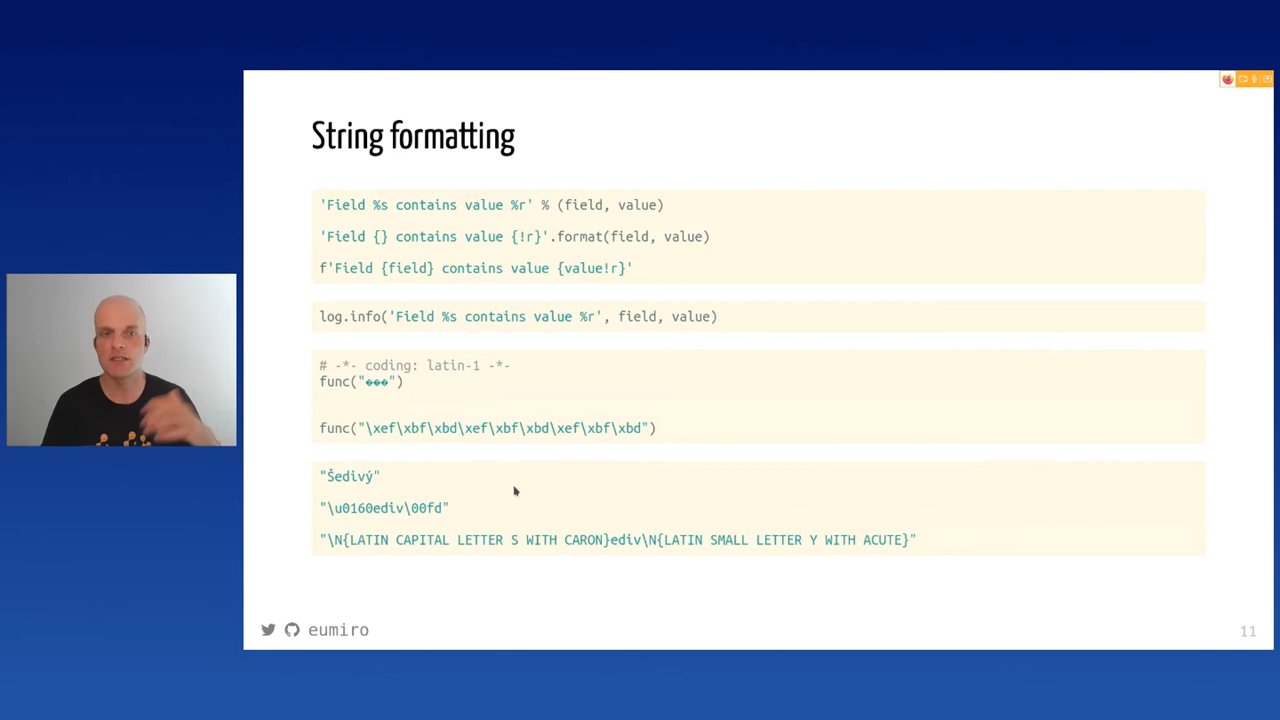 String formatting
'Field %s contains value %r' % (field, value)
'Field {} contains value {!r}'.format(field, value)
f'Field {field} contains value {value!r}'
log.info('Field %s contains value %r', field, value)
# -*- coding: latin-1 -*-
func("���")
func("\xef\xbf\xbd\xef\xbf\xbd\xef\xbf\xbd")
"Šedivý"
"\u0160ediv\00fd"
"\N{LATIN CAPITAL LETTER S WITH CARON}ediv\N{LATIN SMALL LETTER Y WITH ACUTE}"
eumiro
11